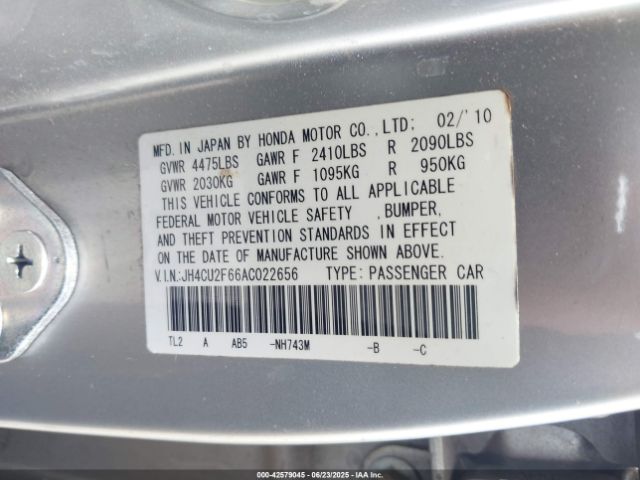 MFD. IN JAPAN BY HONDA MOTOR CO.,LTD: 02/'10
GVWR 4475LBS GAWR F 2410LBS R 2090LBS
GVWR 2030KG GAWR F 1095KG R 950KG
THIS VEHICLE CONFORMS TO ALL APPLICABLE
FEDERAL MOTOR VEHICLE SAFETY ,BUMPER,
AND THEFT PREVENTION STANDARDS IN EFFECT
ON THE DATE OF MANUFACTURE SHOWN ABOVE.
V.I.N:JH4CU2F66AC022656 TYPE: PASSENGER CAR
TL2 A AB5 -NH743M -B -C
000-42579045 - 06/23/2025 - IAAI.COM